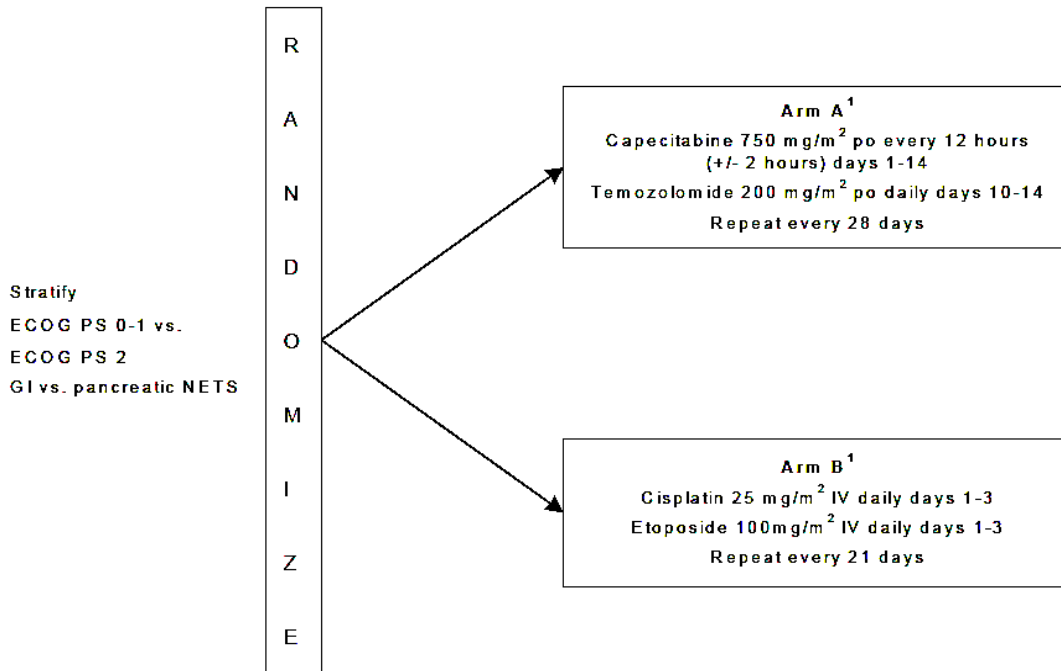 Stratify
ECOG PS 0-1 vs.
ECOG PS 2
GI vs. pancreatic NETS
R
A
N
D
O
M
I
Z
E
Arm A¹
Capecitabine 750 mg/m² po every 12 hours
(+/- 2 hours) days 1-14
Temozolomide 200 mg/m² po daily days 10-14
Repeat every 28 days
Arm B¹
Cisplatin 25 mg/m² IV daily days 1-3
Etoposide 100mg/m² IV daily days 1-3
Repeat every 21 days